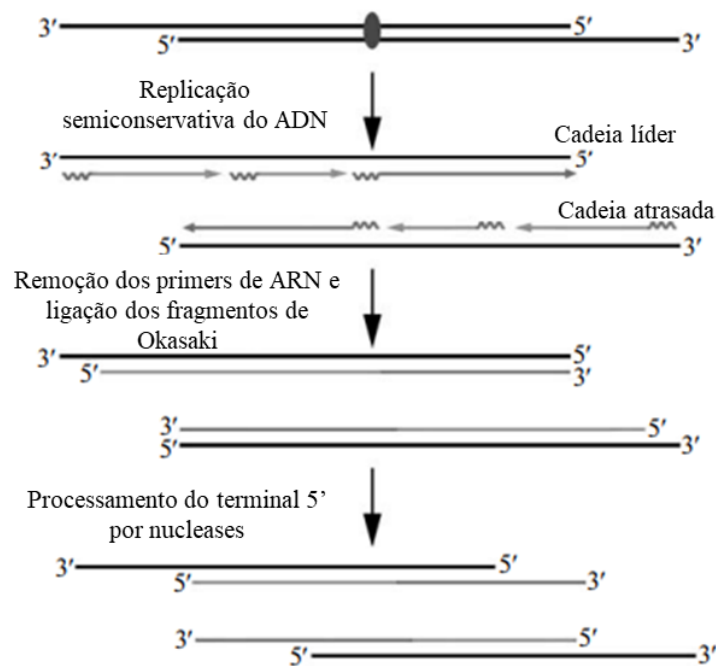 3′ 5′
5′ 3′
Replicação
semiconservativa do ADN
Cadeia líder
3′ 5′
Cadeia atrasada
5′ 3′
Remoção dos primers de ARN e
ligação dos fragmentos de
Okasaki
3′ 5′
5′ 3′
3′ 5′
5′ 3′
Processamento do terminal 5’
por nucleases
3′ 5′
5′ 3′
3′ 5′
5′ 3′